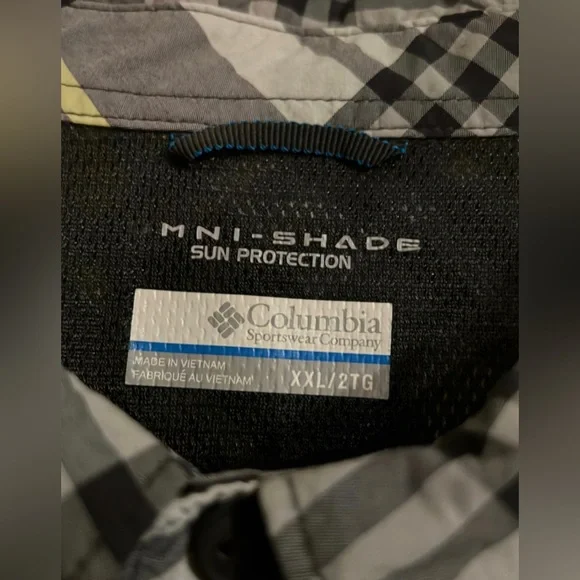 MNI-SHADE
SUN PROTECTION
Columbia
Sportswear Company
MADE IN VIETNAM
FABRIQUÉ AU VIETNAM
XXL/2TG